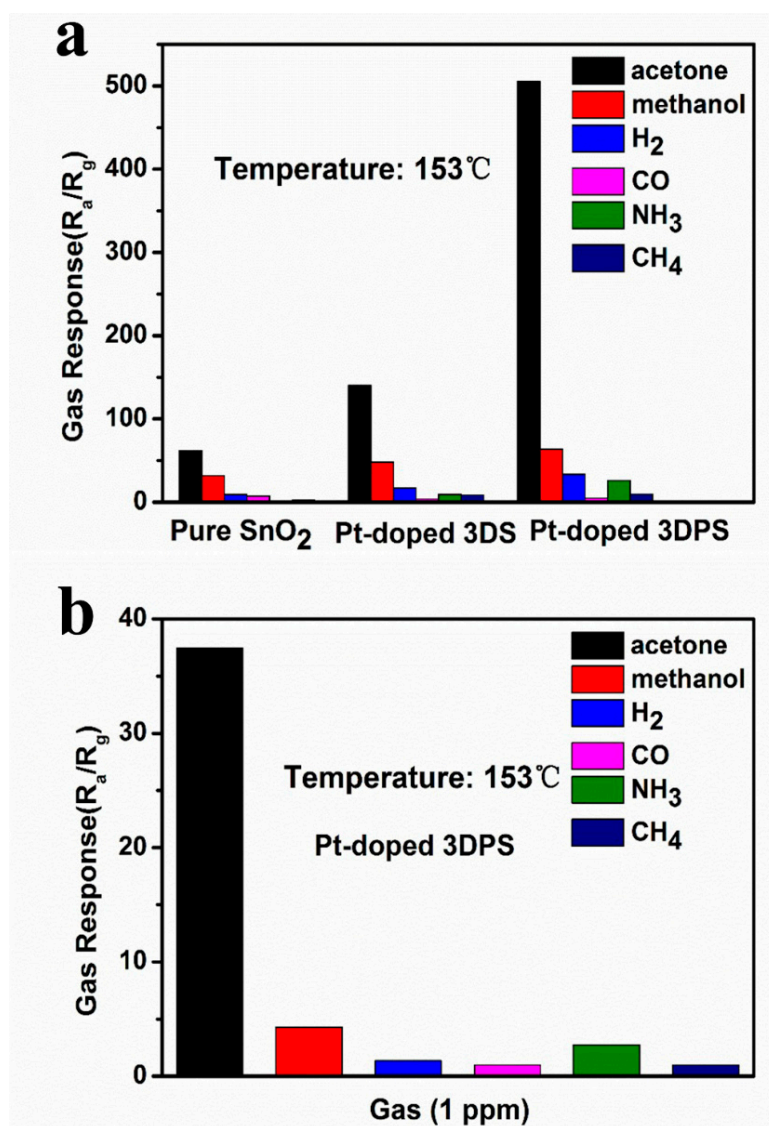 a
500
400
300
200
100
0
Gas Response(Ra/Rg)
Temperature: 153℃
acetone
methanol
H2
CO
NH3
CH4
Pure SnO2
Pt-doped 3DS
Pt-doped 3DPS
b
40
30
20
10
0
Gas Response(Ra/Rg)
Temperature: 153℃
Pt-doped 3DPS
acetone
methanol
H2
CO
NH3
CH4
Gas (1 ppm)